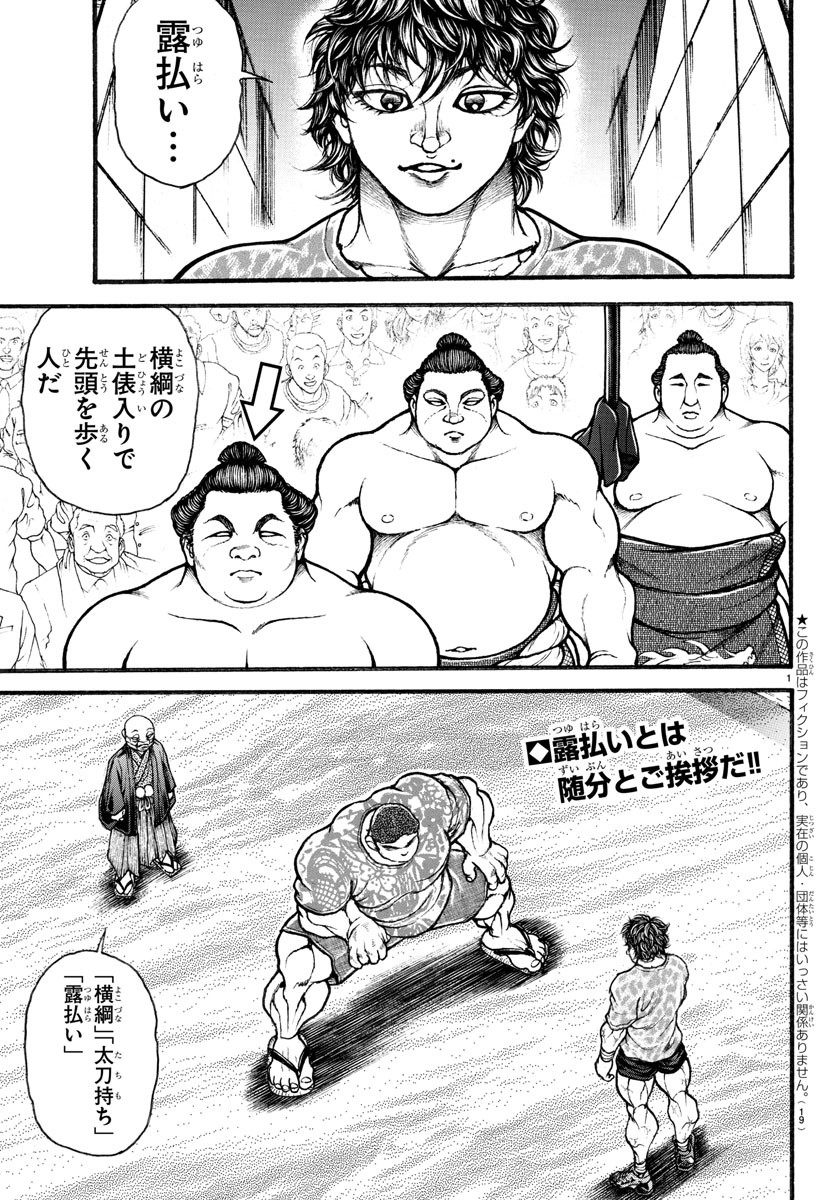 露払い…
横綱の
土俵入りで
先頭を歩く
人だ
1
◆露払いとは
随分とご挨拶だ!!
「横綱」「太刀持ち」
「露払い」
★この作品はフィクションであり、実在の個人・団体等にはいっさい関係ありません。
(19)